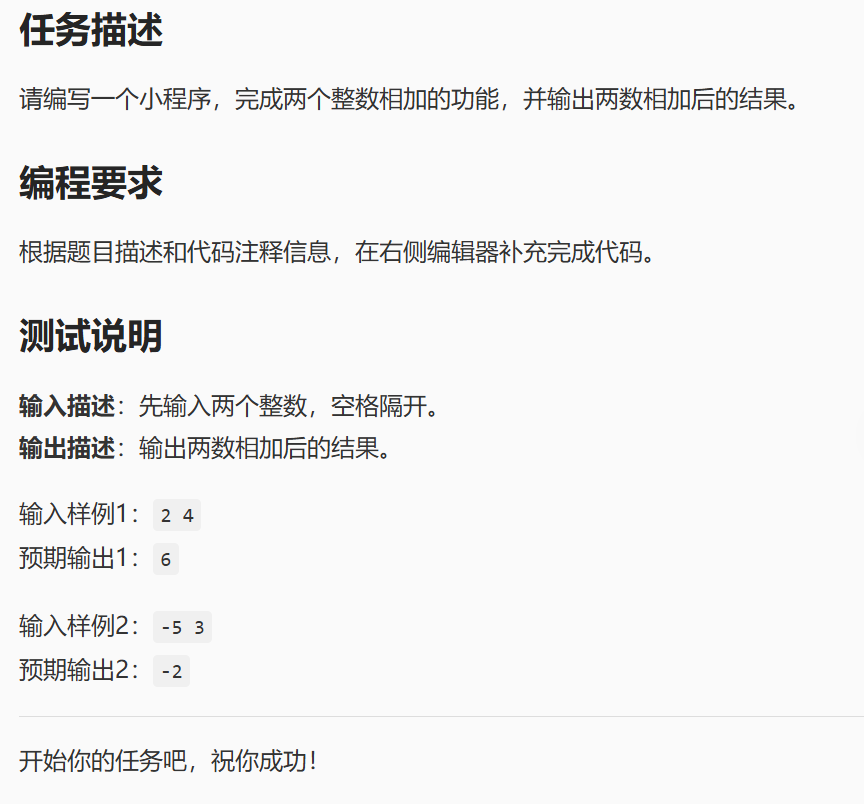 任务描述
请编写一个小程序，完成两个整数相加的功能，并输出两数相加后的结果。
编程要求
根据题目描述和代码注释信息，在右侧编辑器补充完成代码。
测试说明
输入描述：先输入两个整数，空格隔开。
输出描述：输出两数相加后的结果。
输入样例1： 2 4
预期输出1： 6
输入样例2： -5 3
预期输出2： -2
开始你的任务吧，祝你成功！